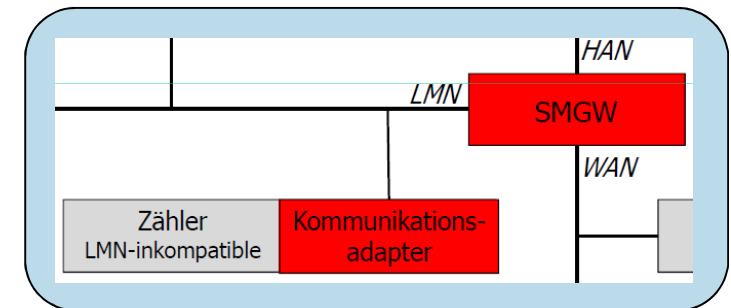 HAN
LMN
SMGW
WAN
Zähler
LMN-inkompatible
Kommunikations-
adapter